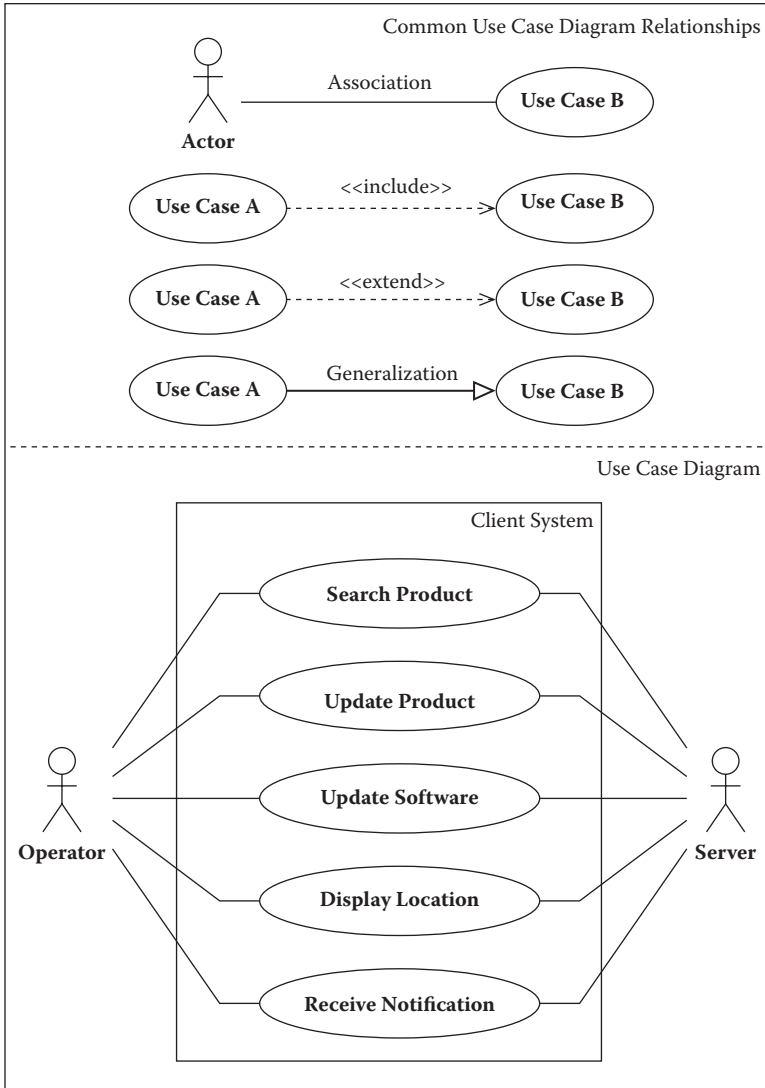 Common Use Case Diagram Relationships
Association
Use Case B
Actor
<<include>>
Use Case A
Use Case B
<<extend>>
Use Case A
Use Case B
Generalization
Use Case A
Use Case B
Use Case Diagram
Client System
Search Product
Update Product
Update Software
Operator
Server
Display Location
Receive Notification